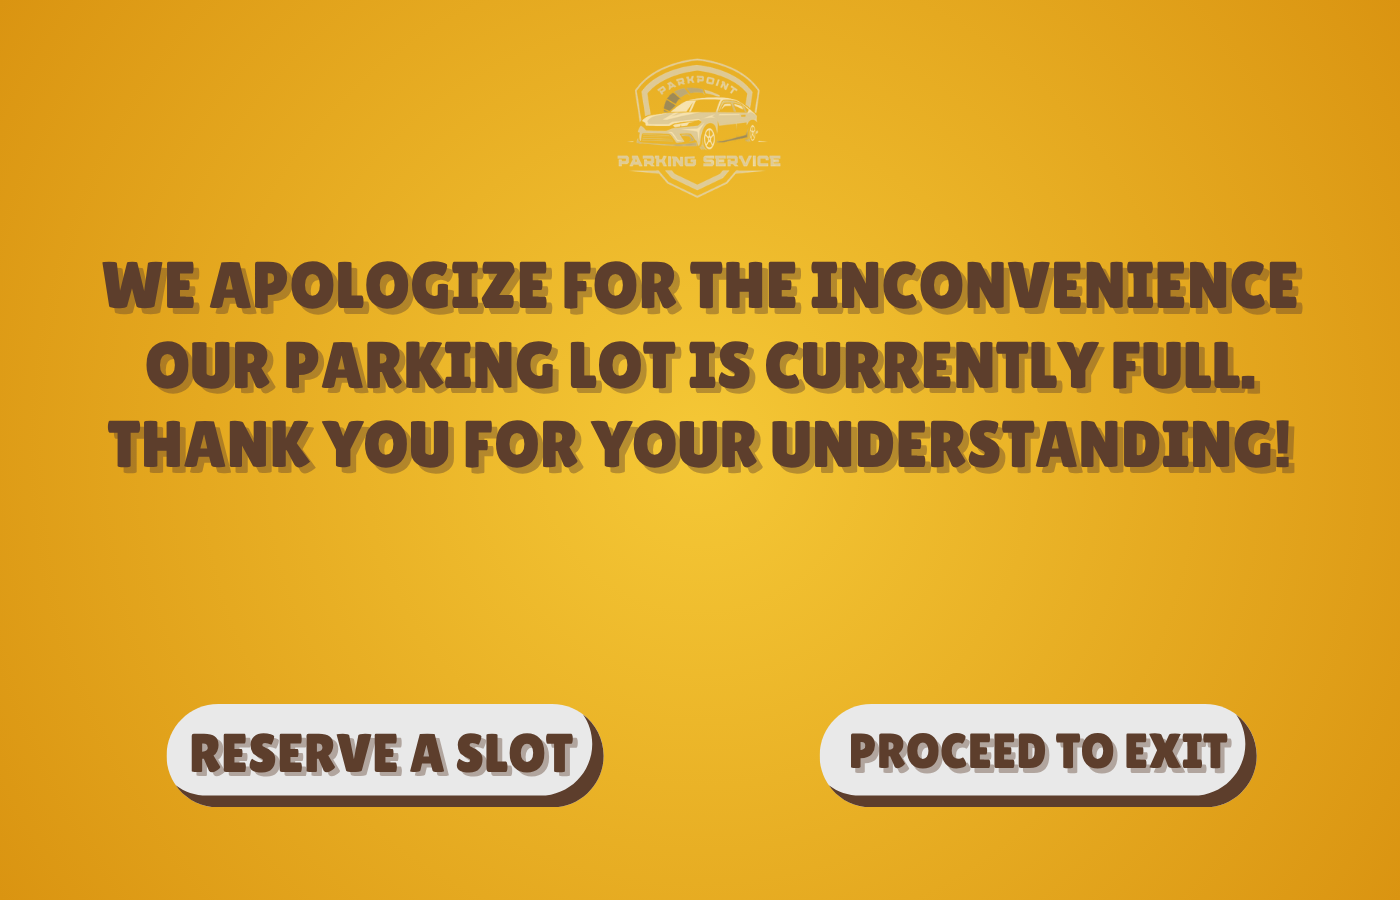 PARKPOINT
PARKING SERVICE
WE APOLOGIZE FOR THE INCONVENIENCE
OUR PARKING LOT IS CURRENTLY FULL.
THANK YOU FOR YOUR UNDERSTANDING!
RESERVE A SLOT
PROCEED TO EXIT